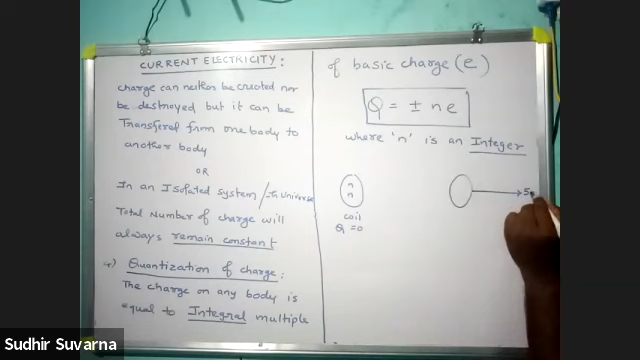 CURRENT ELECTRICITY:
Charge can neither be created nor
be destroyed but it can be
Transferred from one body to
another body
OR
In an Isolated system / In Universe
Total Number of charge will
always remain constant
*) Quantization of charge:
The charge on any body is
equal to Integral multiple
of basic charge (e)
Q = ± n e
where 'n' is an Integer
n
n
coil
Q = 0
5
Sudhir Suvarna